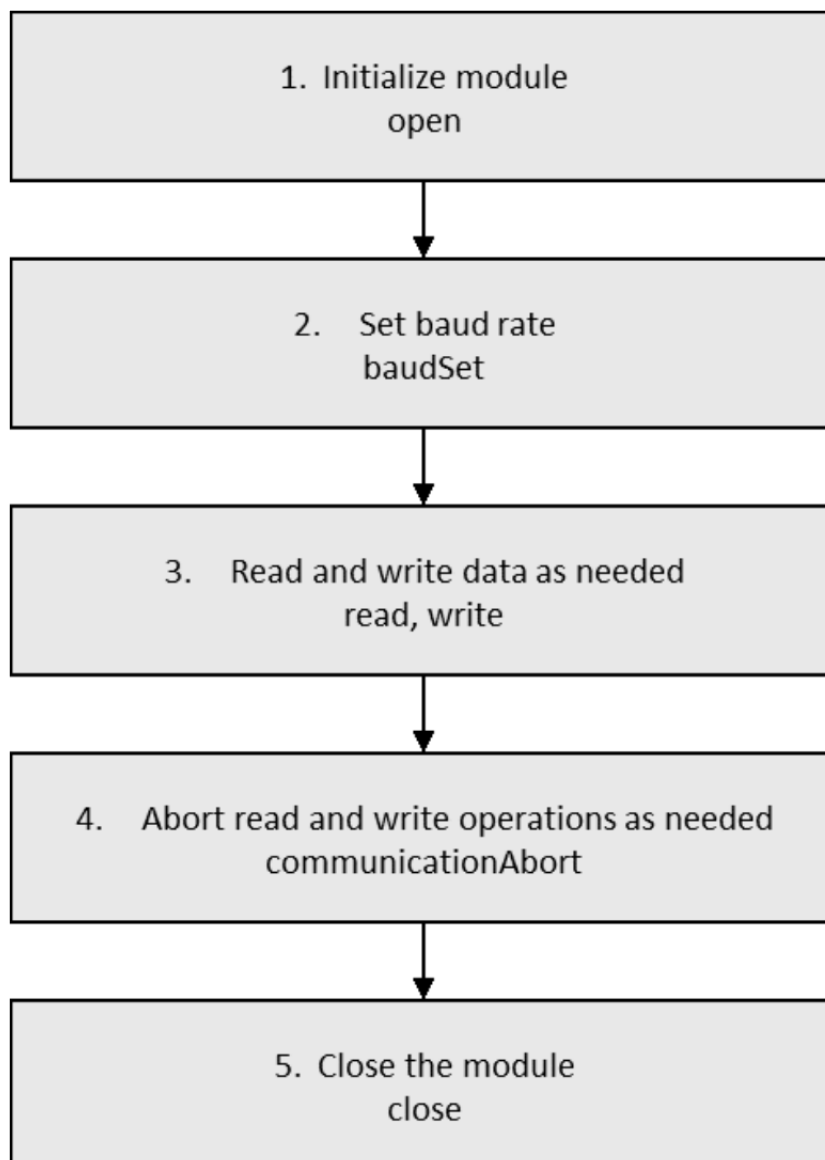 1. Initialize module
open
2. Set baud rate
baudSet
3. Read and write data as needed
read, write
4. Abort read and write operations as needed
communicationAbort
5. Close the module
close